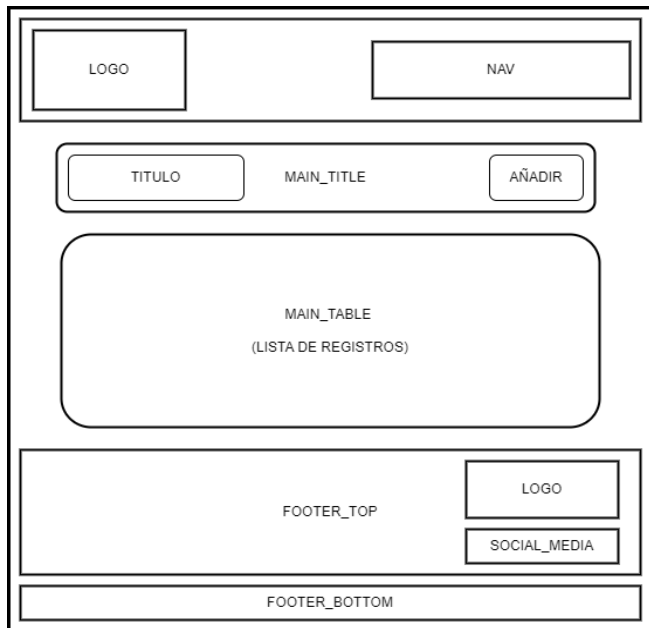 LOGO
NAV
TITULO
MAIN_TITLE
AÑADIR
MAIN_TABLE
(LISTA DE REGISTROS)
FOOTER_TOP
LOGO
SOCIAL_MEDIA
FOOTER_BOTTOM